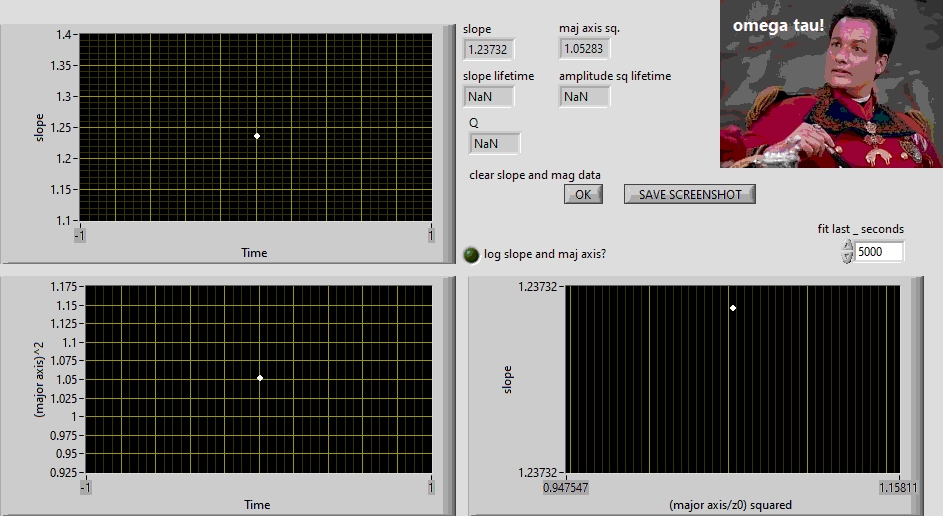 omega tau!
slope
maj axis sq.
1.23732
1.05283
slope lifetime
amplitude sq lifetime
NaN
NaN
Q
NaN
clear slope and mag data
OK
SAVE SCREENSHOT
fit last _ seconds
5000
log slope and maj axis?
1.4
1.35
1.3
1.25
1.2
1.15
1.1
slope
-1
1
Time
1.175
1.15
1.125
1.1
1.075
1.05
1.025
1
0.975
0.95
0.925
(major axis)^2
-1
1
Time
1.23732
slope
1.23732
0.947547
1.15811
(major axis/z0) squared